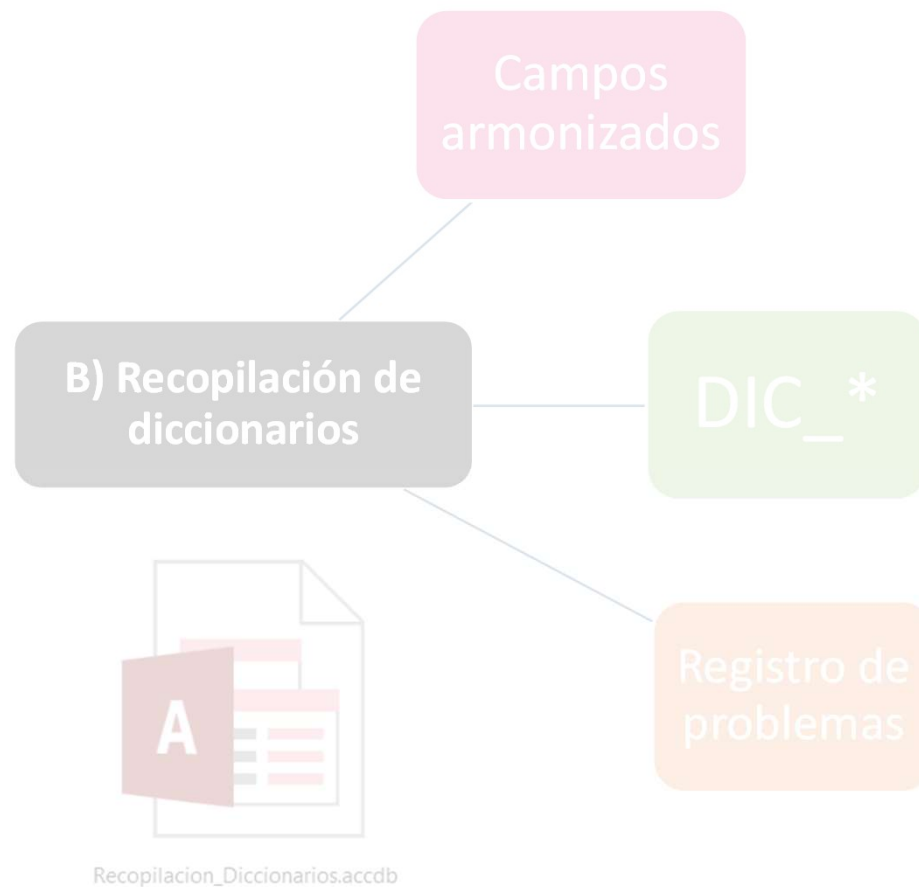 Campos
armonizados
B) Recopilación de
diccionarios
DIC_*
Registro de
problemas
A
Recopilacion_Diccionarios.accdb